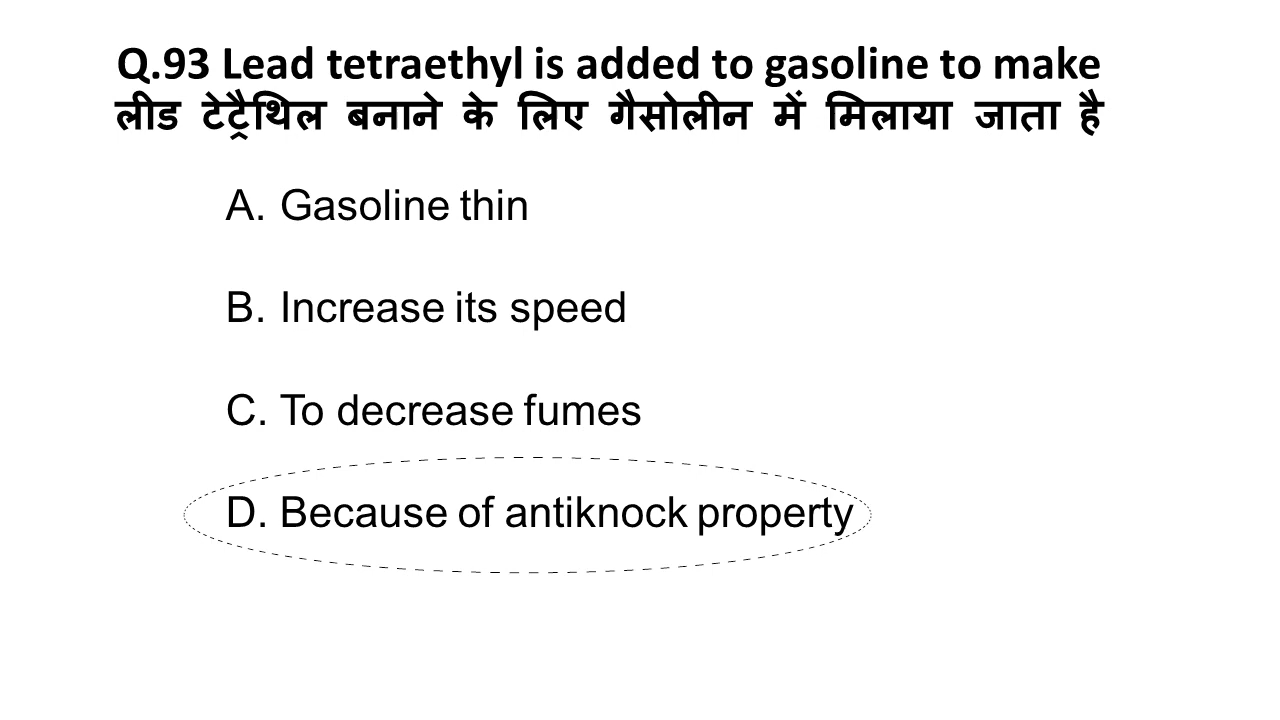 Q.93 Lead tetraethyl is added to gasoline to make
लीड टेट्रैथिल बनाने के लिए गैसोलीन में मिलाया जाता है
A. Gasoline thin
B. Increase its speed
C. To decrease fumes
D. Because of antiknock property